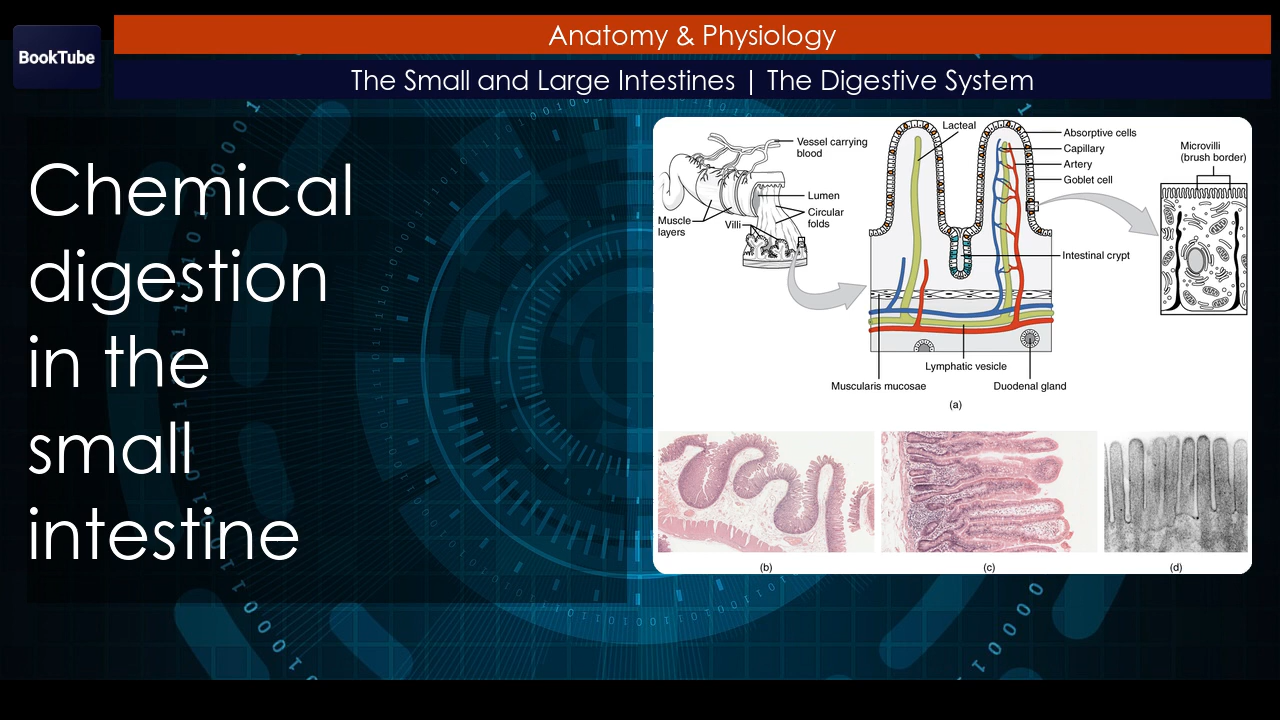 BookTube
Anatomy & Physiology
The Small and Large Intestines | The Digestive System
Chemical
digestion
in the
small
intestine
Vessel carrying
blood
Lumen
Circular
folds
Muscle
layers
Villi
Lacteal
Absorptive cells
Capillary
Artery
Goblet cell
Intestinal crypt
Microvilli
(brush border)
Lymphatic vesicle
Muscularis mucosae
Duodenal gland
(a)
(b)
(c)
(d)